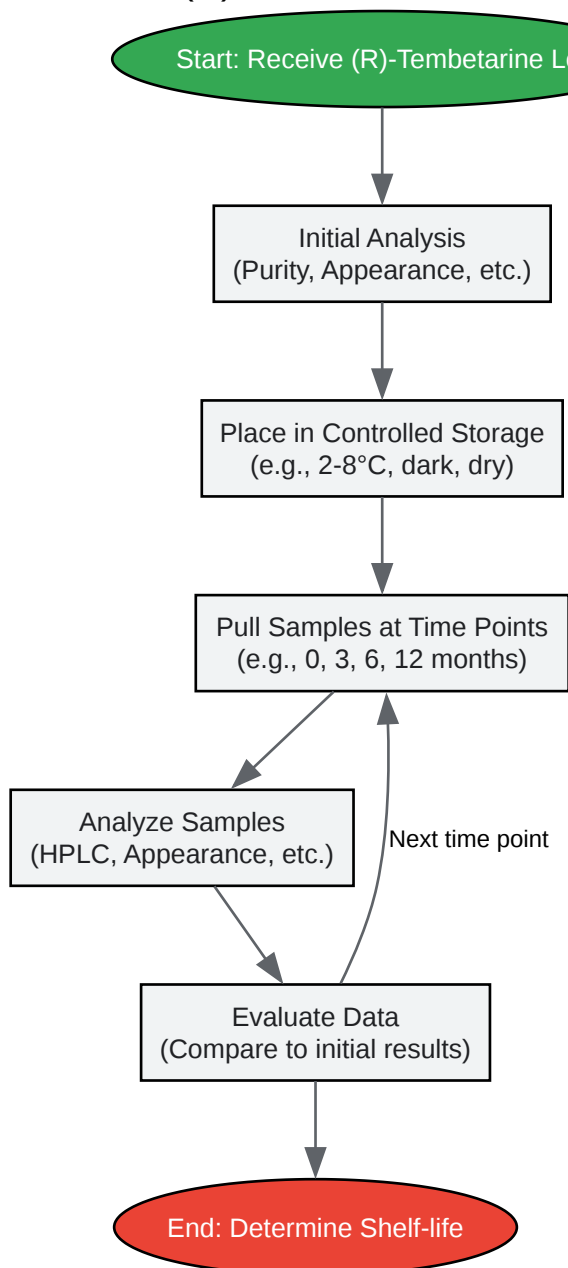 Start: Receive (R)-Tembetarine
Initial Analysis
(Purity, Appearance, etc.)
Place in Controlled Storage
(e.g., 2-8°C, dark, dry)
Pull Samples at Time Points
(e.g., 0, 3, 6, 12 months)
Analyze Samples
(HPLC, Appearance, etc.)
Next time point
Evaluate Data
(Compare to initial results)
End: Determine Shelf-life